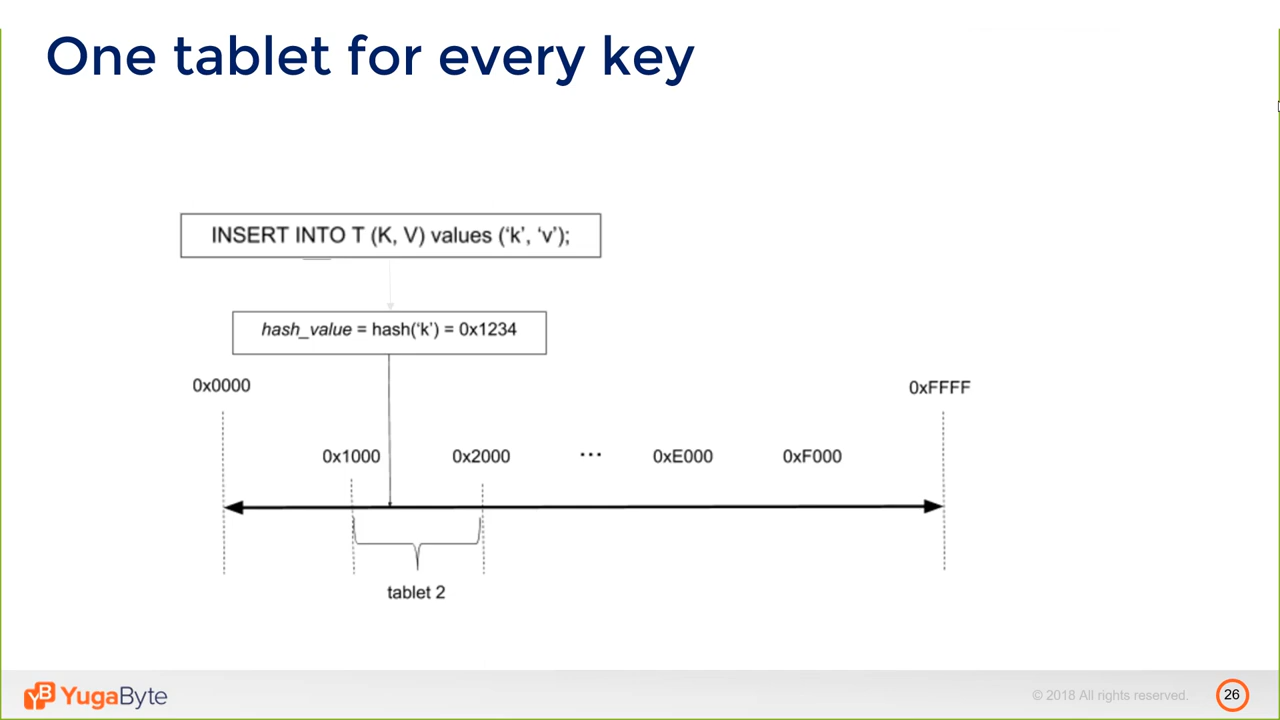 One tablet for every key
INSERT INTO T (K, V) values (‘k’, ‘v’);
hash_value = hash(‘k’) = 0x1234
0x0000
0xFFFF
0x1000 0x2000 ... 0xE000 0xF000
tablet 2
YB YugaByte
© 2018 All rights reserved.
26